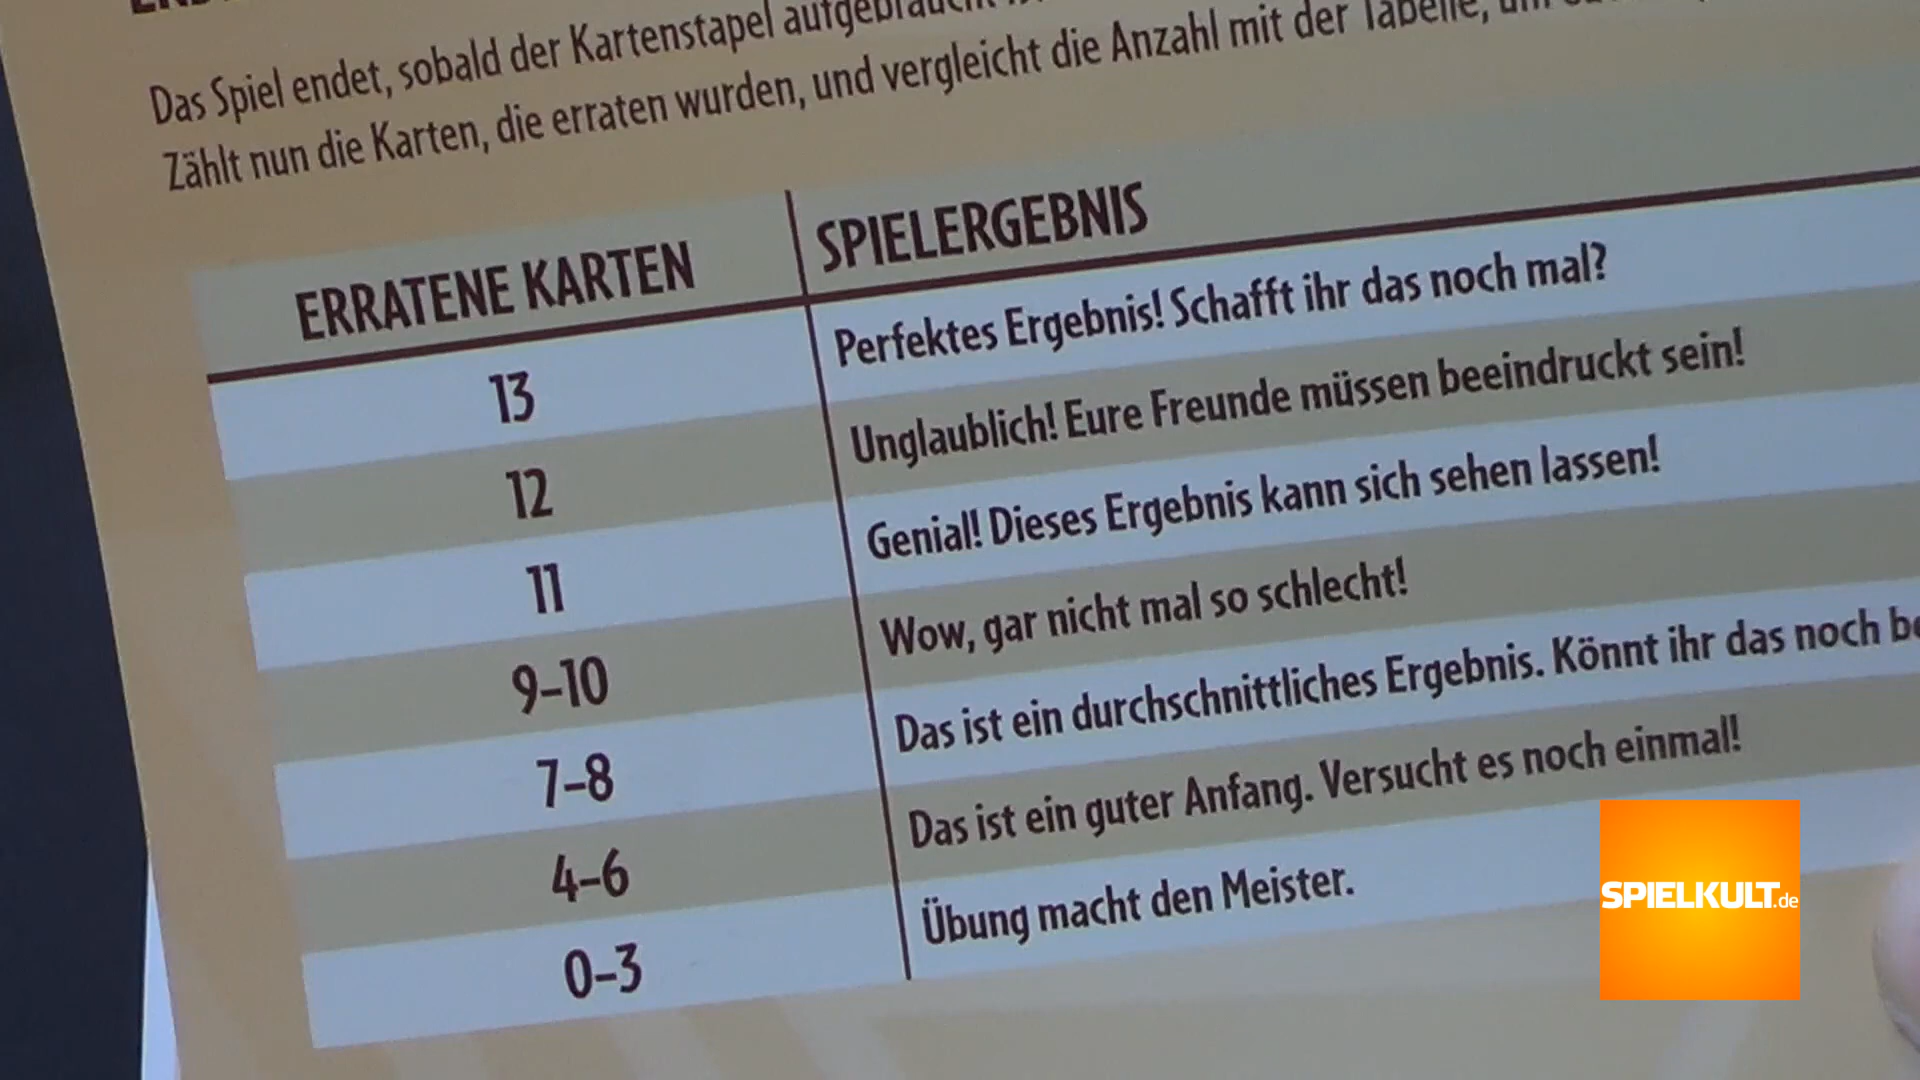 Das Spiel endet, sobald der Kartenstapel aufgebraucht
Zählt nun die Karten, die erraten wurden, und vergleicht die Anzahl mit der Tabelle,
ERRATENE KARTEN SPIELERGEBNIS
13 Perfektes Ergebnis! Schafft ihr das noch mal?
12 Unglaublich! Eure Freunde müssen beeindruckt sein!
11 Genial! Dieses Ergebnis kann sich sehen lassen!
9–10 Wow, gar nicht mal so schlecht!
7–8 Das ist ein durchschnittliches Ergebnis. Könnt ihr das noch
4–6 Das ist ein guter Anfang. Versucht es noch einmal!
0–3 Übung macht den Meister.
SPIELKULT.de